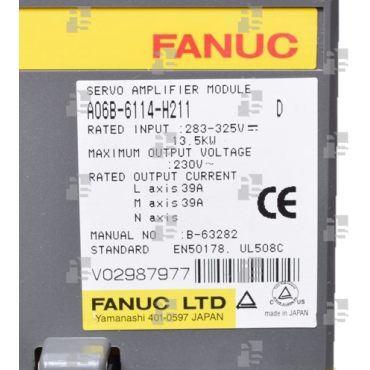 FANUC
SERVO AMPLIFIER MODULE
A06B-6114-H211 D
RATED INPUT :283-325V⎓
13.5KW
MAXIMUM OUTPUT VOLTAGE
:230V~
RATED OUTPUT CURRENT
L axis 39A
M axis 39A
N axis
MANUAL NO. :B-63282
STANDARD EN50178, UL508C
CE
V02987977
FANUC LTD
Yamanashi 401-0597 JAPAN
C US
made in JAPAN